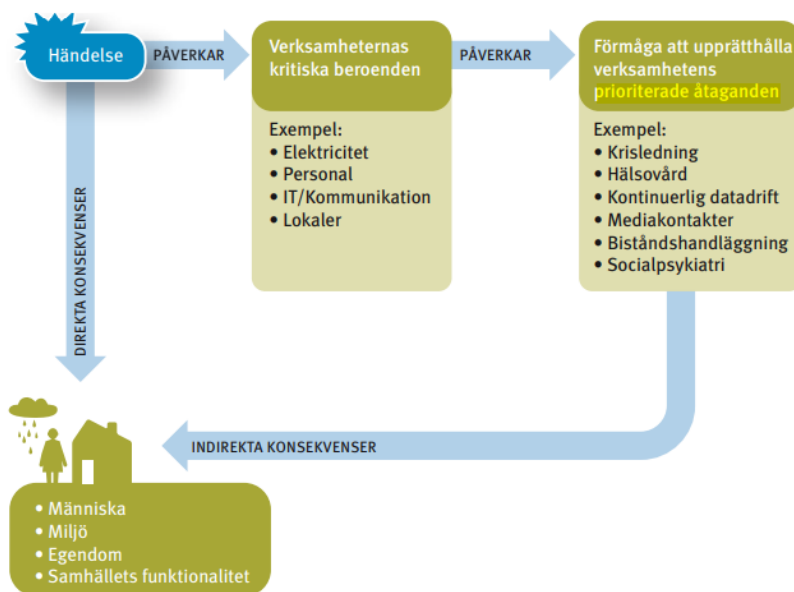 Händelse
PÅVERKAR
Verksamheternas
kritiska beroenden
Exempel:
• Elektricitet
• Personal
• IT/Kommunikation
• Lokaler
PÅVERKAR
Förmåga att upprätthålla
verksamhetens
prioriterade åtaganden
Exempel:
• Krisledning
• Hälsovård
• Kontinuerlig datadrift
• Mediakontakter
• Biståndshandläggning
• Socialpsykiatri
DIREKTA KONSEKVENSER
INDIREKTA KONSEKVENSER
• Människa
• Miljö
• Egendom
• Samhällets funktionalitet